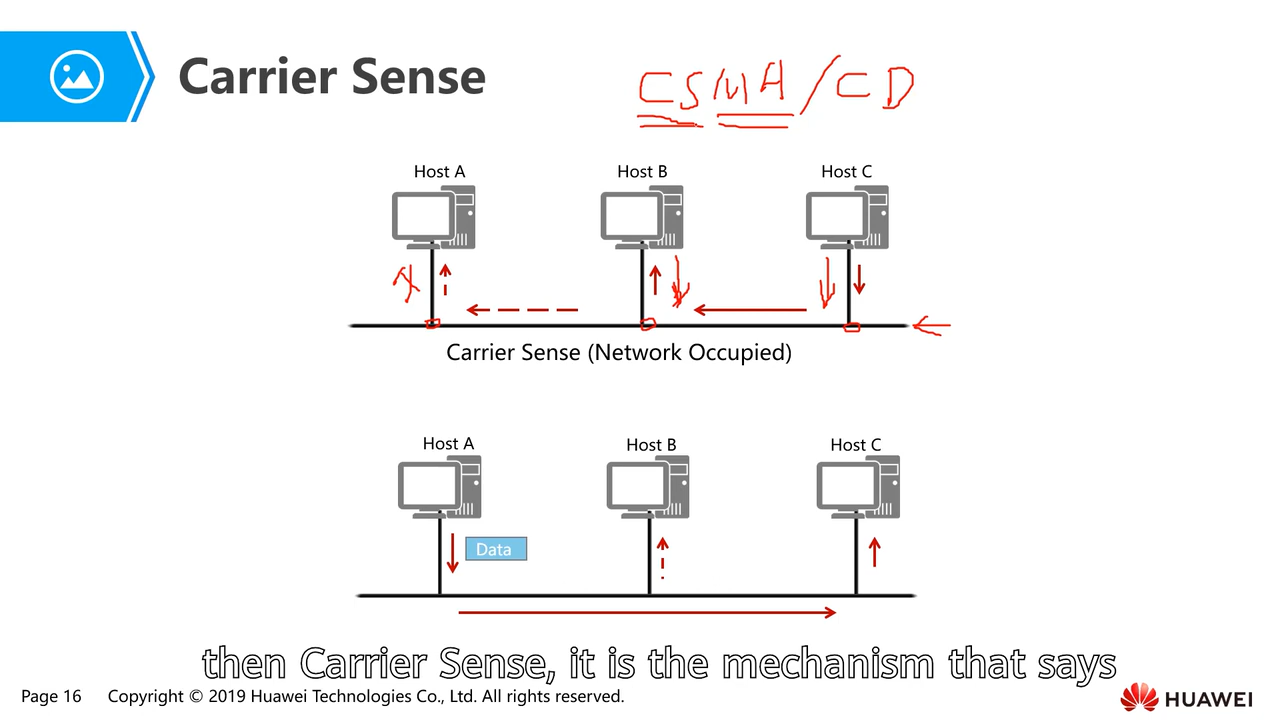 Carrier Sense
CSMA/CD
Host A
Host B
Host C
Carrier Sense (Network Occupied)
Host A
Host B
Host C
Data
then Carrier Sense, it is the mechanism that says
Page 16 Copyright © 2019 Huawei Technologies Co., Ltd. All rights reserved.
HUAWEI